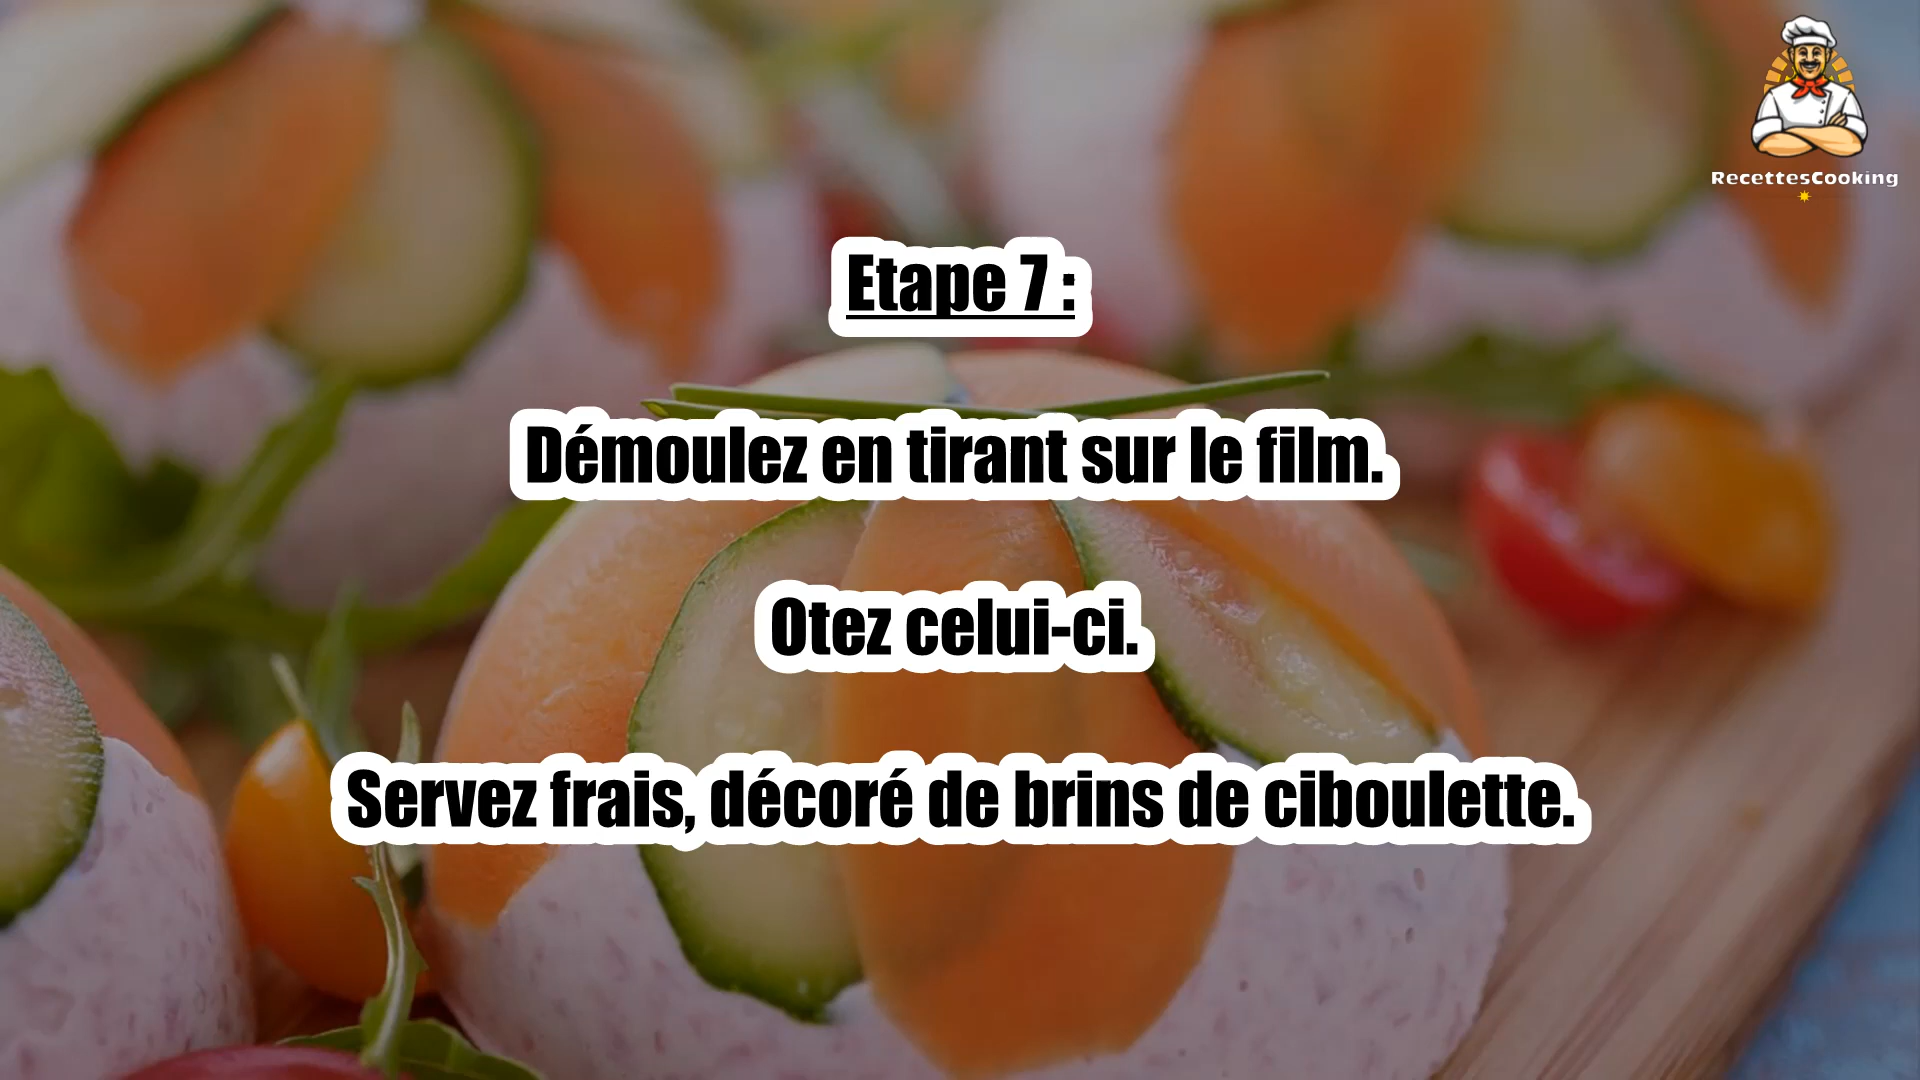 RecettesCooking
Etape 7 :
Démoulez en tirant sur le film.
Otez celui-ci.
Servez frais, décoré de brins de ciboulette.